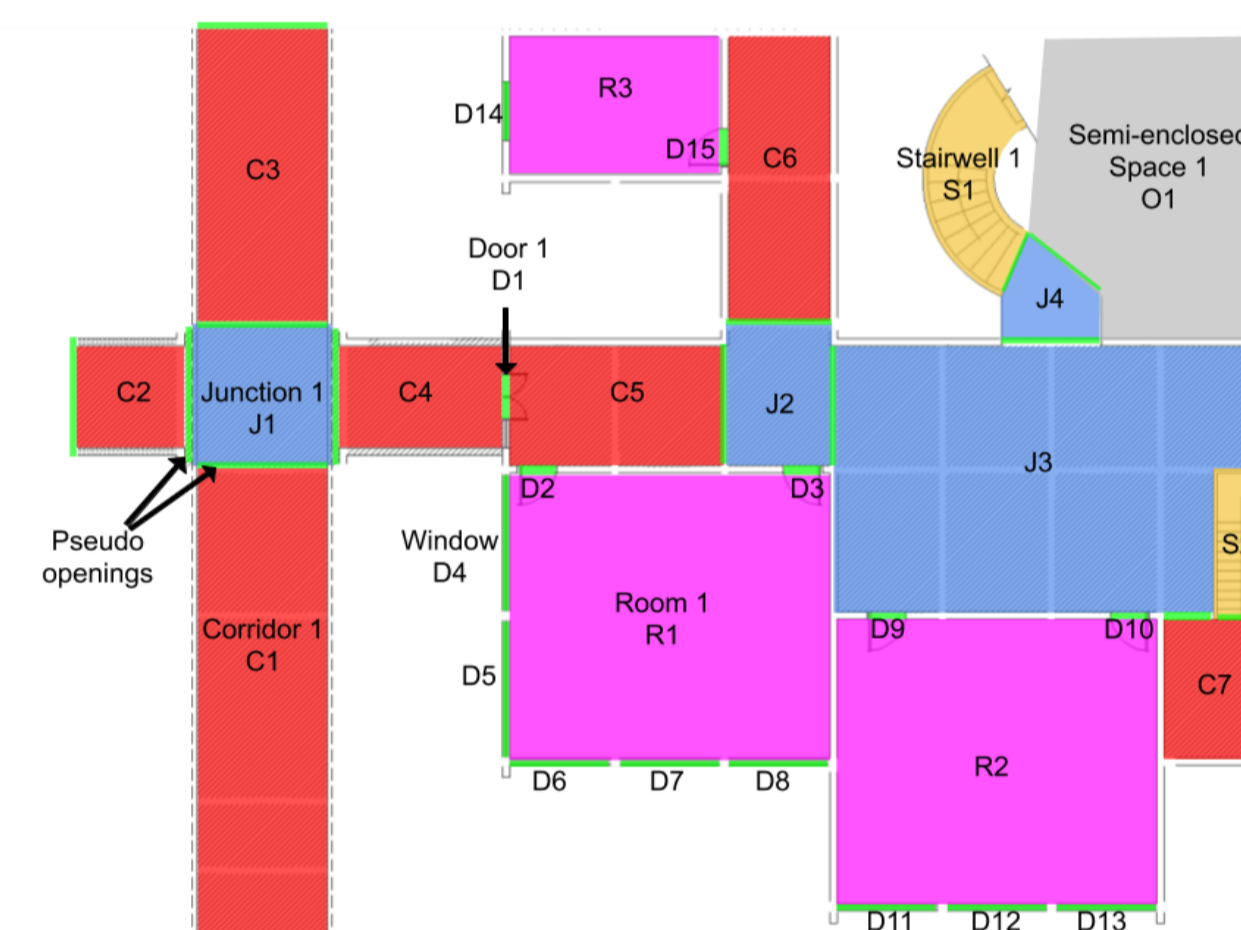 R3
D14
D15
C6
C3
Stairwell 1
S1
Semi-enclosed
Space 1
O1
Door 1
D1
J4
C2
Junction 1
J1
C4
C5
J2
J3
D2
D3
Pseudo
openings
Window
D4
Room 1
R1
Corridor 1
C1
D5
D9
D10
C7
D6
D7
D8
R2
D11
D12
D13